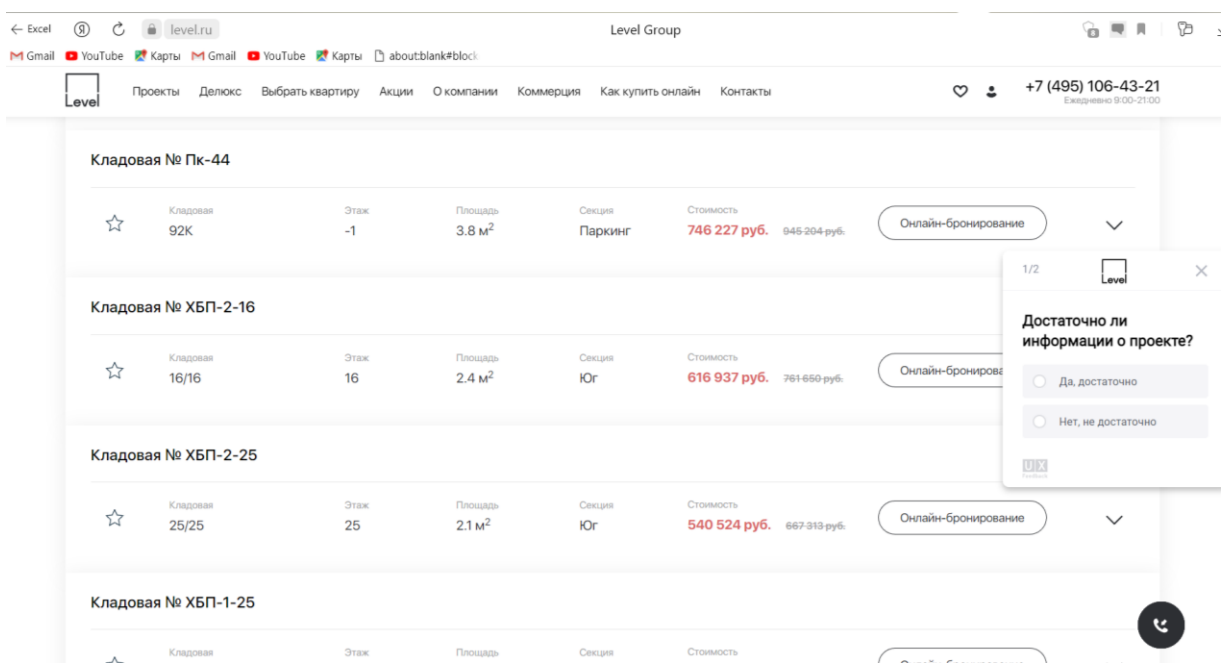 ← Excel Я level.ru Level Group
Gmail YouTube Карты Gmail YouTube Карты about:blank#block
Level Проекты Делюкс Выбрать квартиру Акции О компании Коммерция Как купить онлайн Контакты +7 (495) 106-43-21
Ежедневно 9:00-21:00
Кладовая № Пк-44
Кладовая Этаж Площадь Секция Стоимость
92К -1 3.8 м² Паркинг 746 227 руб. 945 204 руб. Онлайн-бронирование
1/2 Level
Кладовая № ХБП-2-16
Достаточно ли
информации о проекте?
Кладовая Этаж Площадь Секция Стоимость
16/16 16 2.4 м² Юг 616 937 руб. 761 650 руб. Онлайн-бронирова
Да, достаточно
Нет, не достаточно
Кладовая № ХБП-2-25
UX
Feedback
Кладовая Этаж Площадь Секция Стоимость
25/25 25 2.1 м² Юг 540 524 руб. 667 313 руб. Онлайн-бронирование
Кладовая № ХБП-1-25
Кладовая Этаж Площадь Секция Стоимость